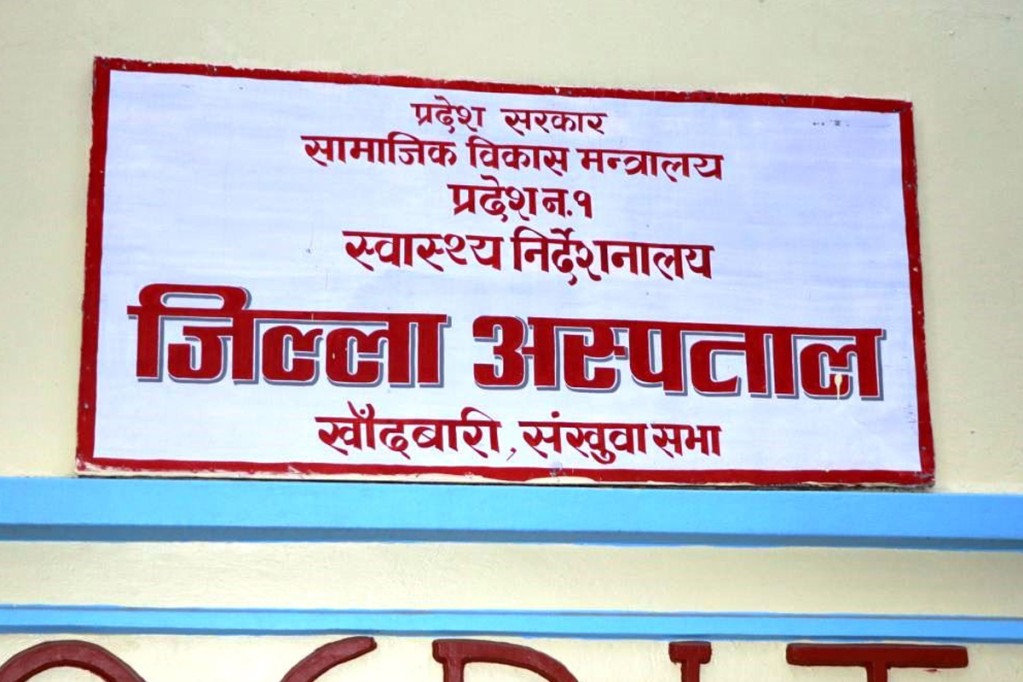 प्रदेश सरकार
सामाजिक विकास मन्त्रालय
प्रदेश न.१
स्वास्थ्य निर्देशनालय
जिल्ला अस्पताल
खाँदबारी, संखुवासभा